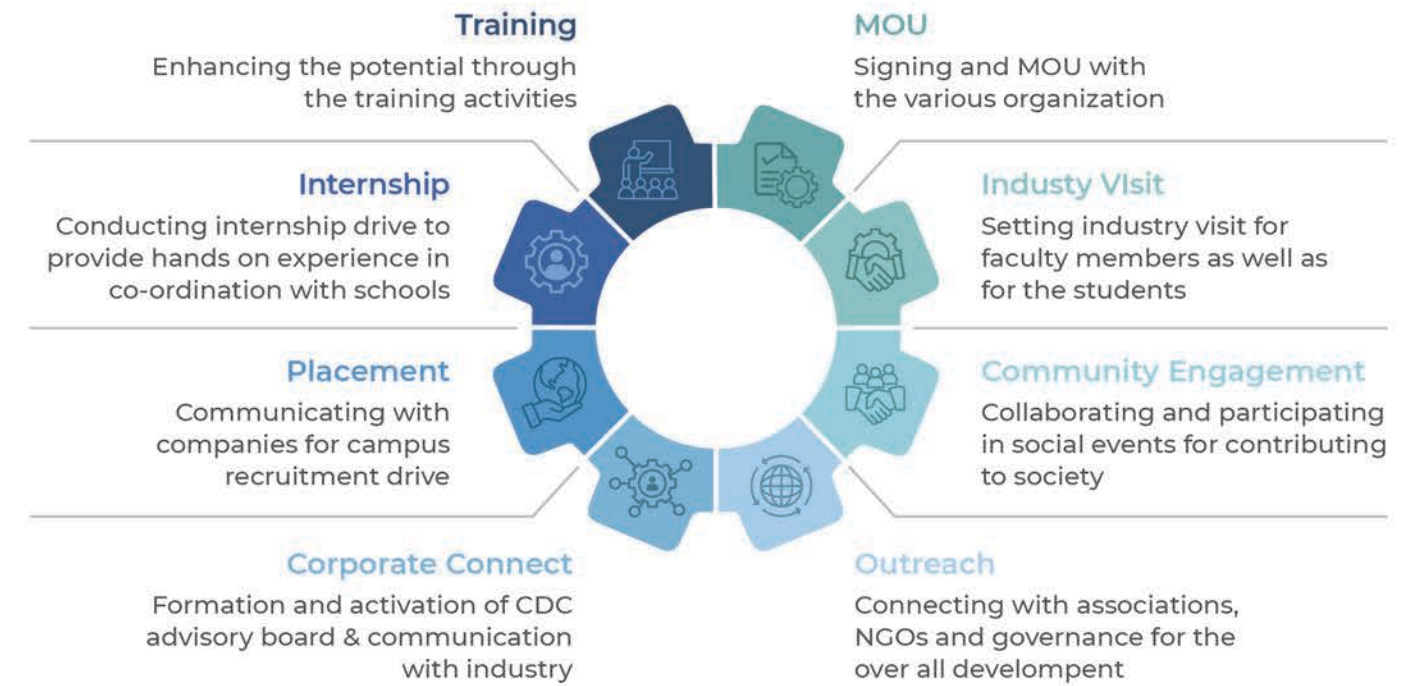 Training
Enhancing the potential through
the training activities
Internship
Conducting internship drive to
provide hands on experience in
co-ordination with schools
Placement
Communicating with
companies for campus
recruitment drive
Corporate Connect
Formation and activation of CDC
advisory board & communication
with industry
MOU
Signing and MOU with
the various organization
Industy VIsit
Setting industry visit for
faculty members as well as
for the students
Community Engagement
Collaborating and participating
in social events for contributing
to society
Outreach
Connecting with associations,
NGOs and governance for the
over all develompent